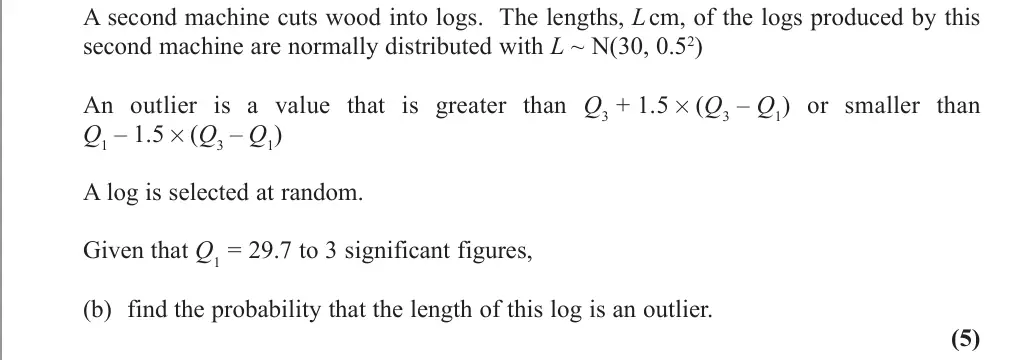 A second machine cuts wood into logs. The lengths, L cm, of the logs produced by this
second machine are normally distributed with L ~ N(30, 0.5²)
An outlier is a value that is greater than Q₃ + 1.5 × (Q₃ – Q₁) or smaller than
Q₁ – 1.5 × (Q₃ – Q₁)
A log is selected at random.
Given that Q₁ = 29.7 to 3 significant figures,
(b) find the probability that the length of this log is an outlier.
(5)